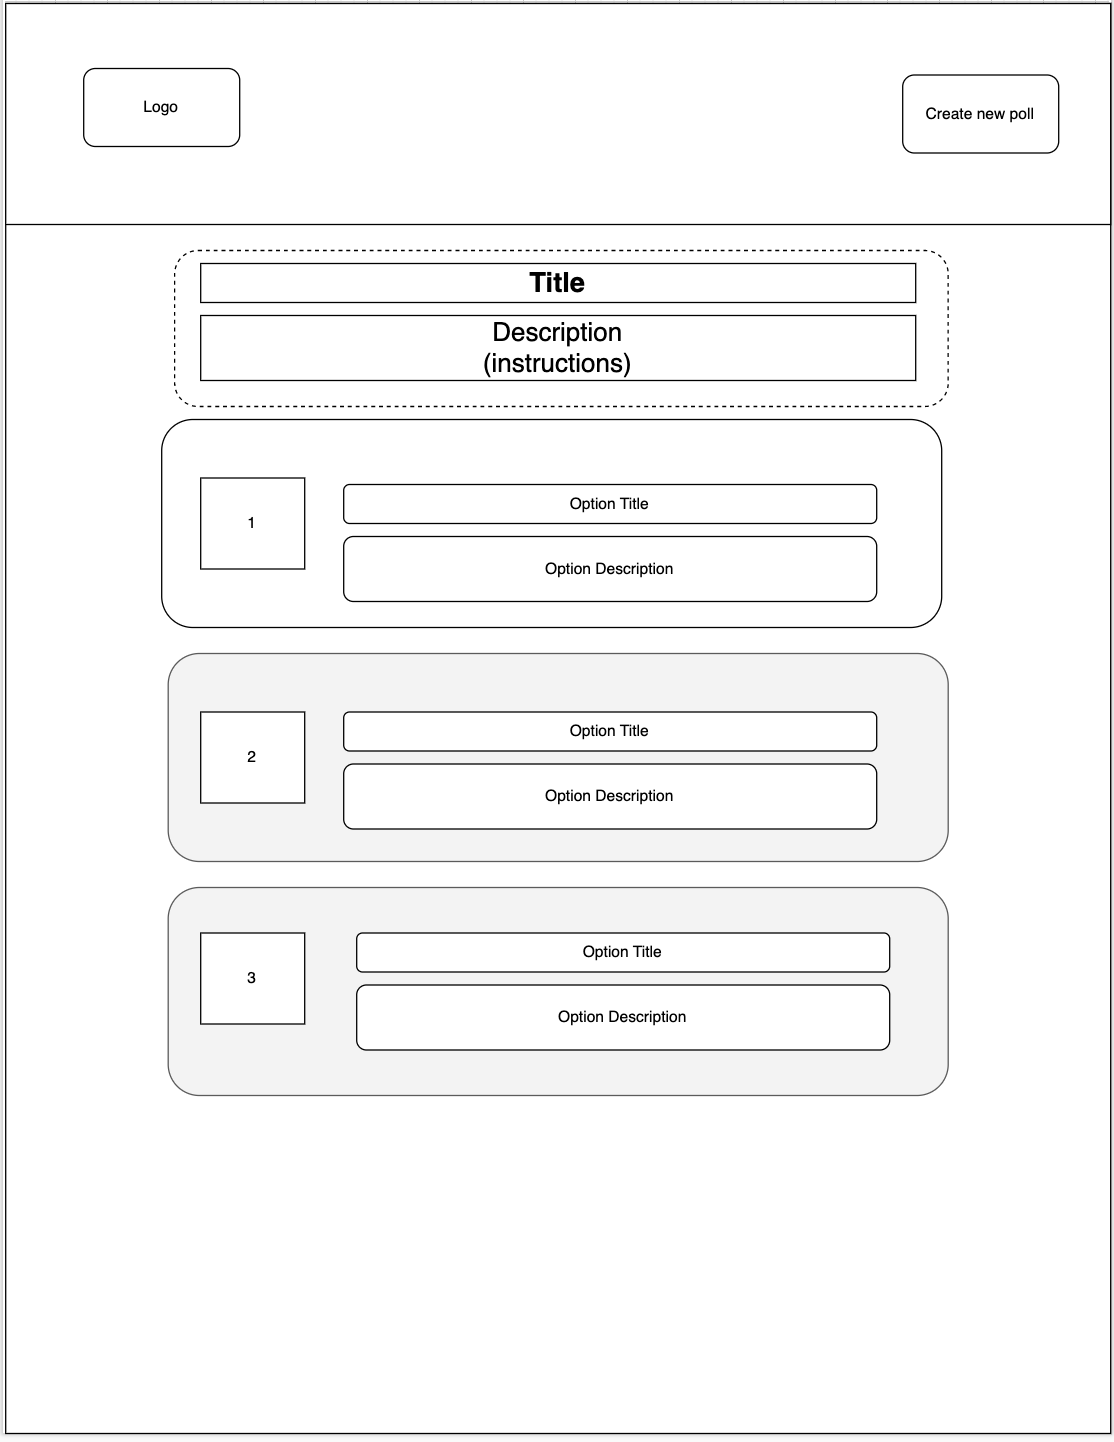 Logo
Create new poll
Title
Description
(instructions)
1
Option Title
Option Description
2
Option Title
Option Description
3
Option Title
Option Description